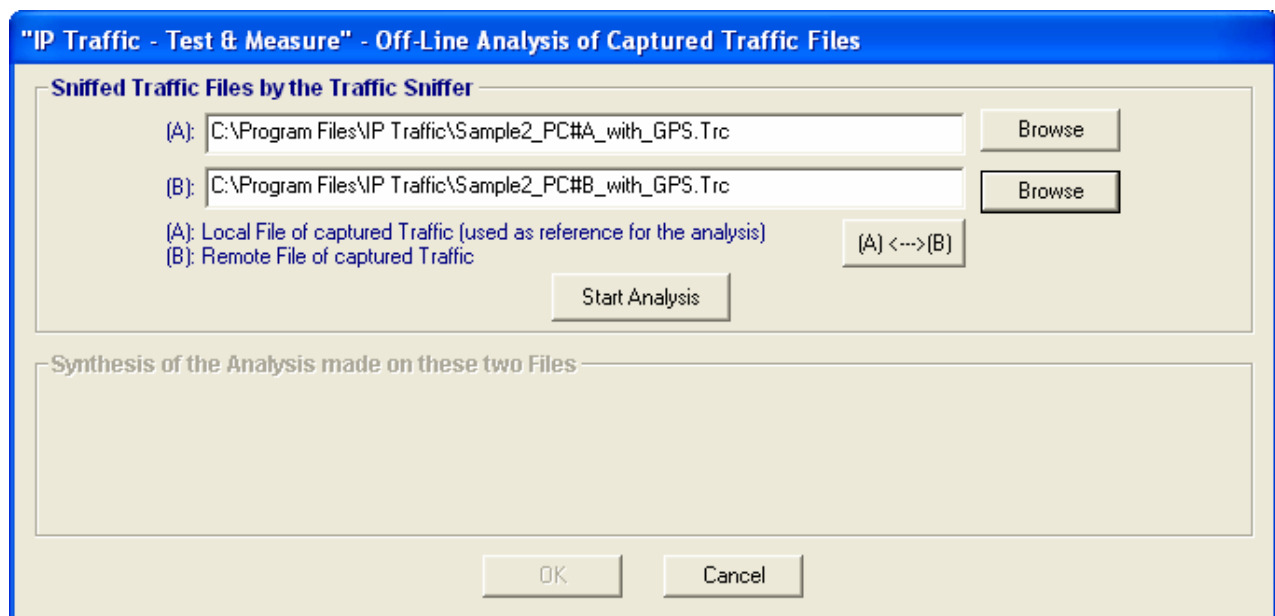 "IP Traffic - Test & Measure" - Off-Line Analysis of Captured Traffic Files
Sniffed Traffic Files by the Traffic Sniffer
(A): C:\Program Files\IP Traffic\Sample2_PC#A_with_GPS.Trc Browse
(B): C:\Program Files\IP Traffic\Sample2_PC#B_with_GPS.Trc Browse
(A): Local File of captured Traffic (used as reference for the analysis)
(B): Remote File of captured Traffic
(A) <--->(B)
Start Analysis
Synthesis of the Analysis made on these two Files
OK Cancel